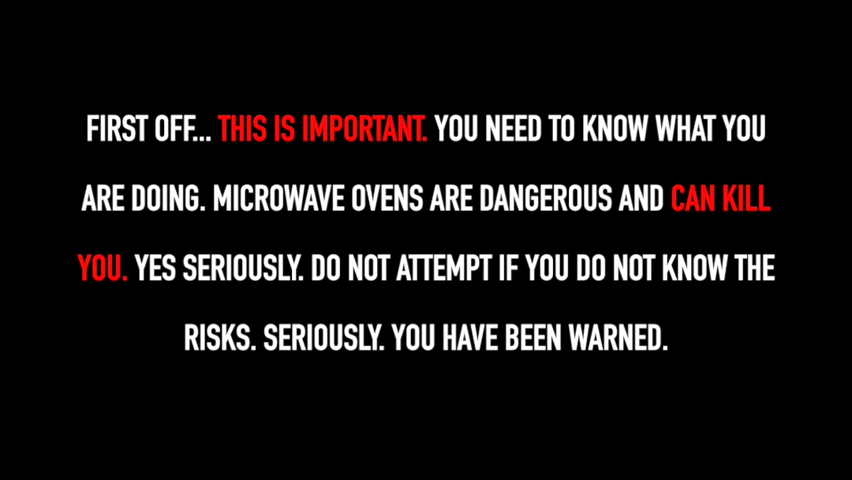 FIRST OFF... THIS IS IMPORTANT. YOU NEED TO KNOW WHAT YOU
ARE DOING. MICROWAVE OVENS ARE DANGEROUS AND CAN KILL
YOU. YES SERIOUSLY. DO NOT ATTEMPT IF YOU DO NOT KNOW THE
RISKS. SERIOUSLY. YOU HAVE BEEN WARNED.